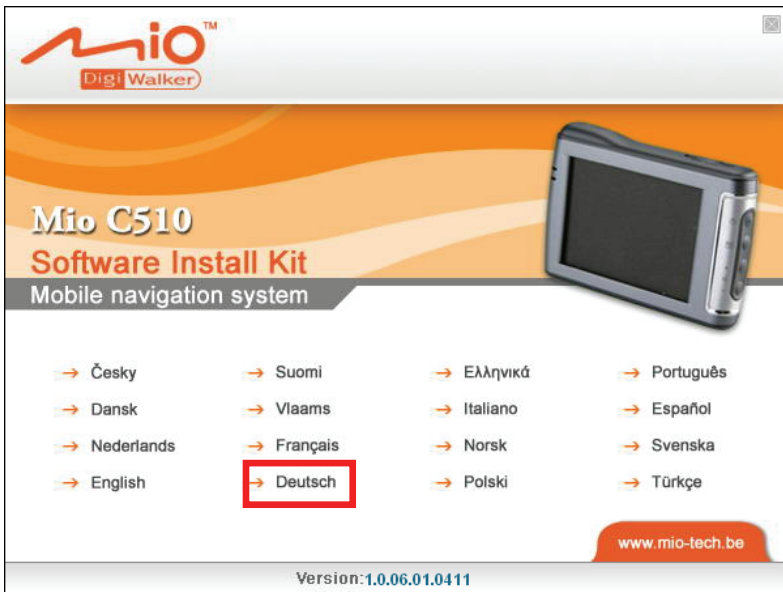 Mio™
Digi Walker
Mio C510
Software Install Kit
Mobile navigation system
Česky
Suomi
Ελληνικά
Português
Dansk
Vlaams
Italiano
Español
Nederlands
Français
Norsk
Svenska
English
Deutsch
Polski
Türkçe
www.mio-tech.be
Version:1.0.06.01.0411